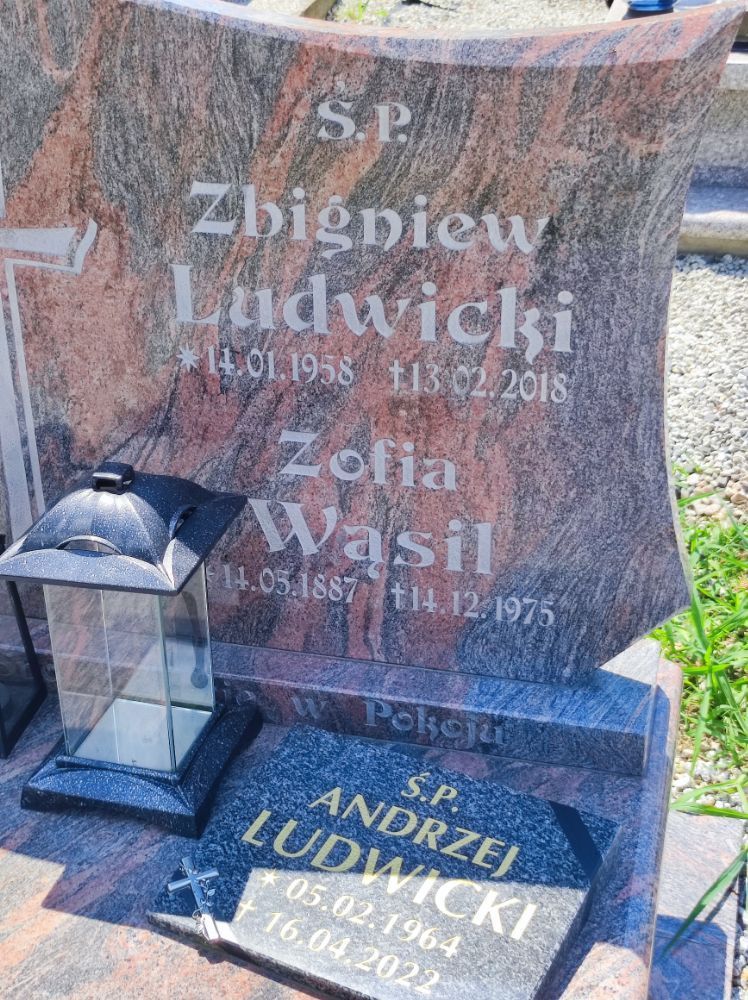 Ś.P.
Zbigniew
Ludwicki
*14.01.1958 †13.02.2018
Zofia
Wąsil
14.05.1887 †14.12.1975
w Pokoju
Ś.P.
ANDRZEJ
LUDWICKI
* 05.02.1964
† 16.04.2022